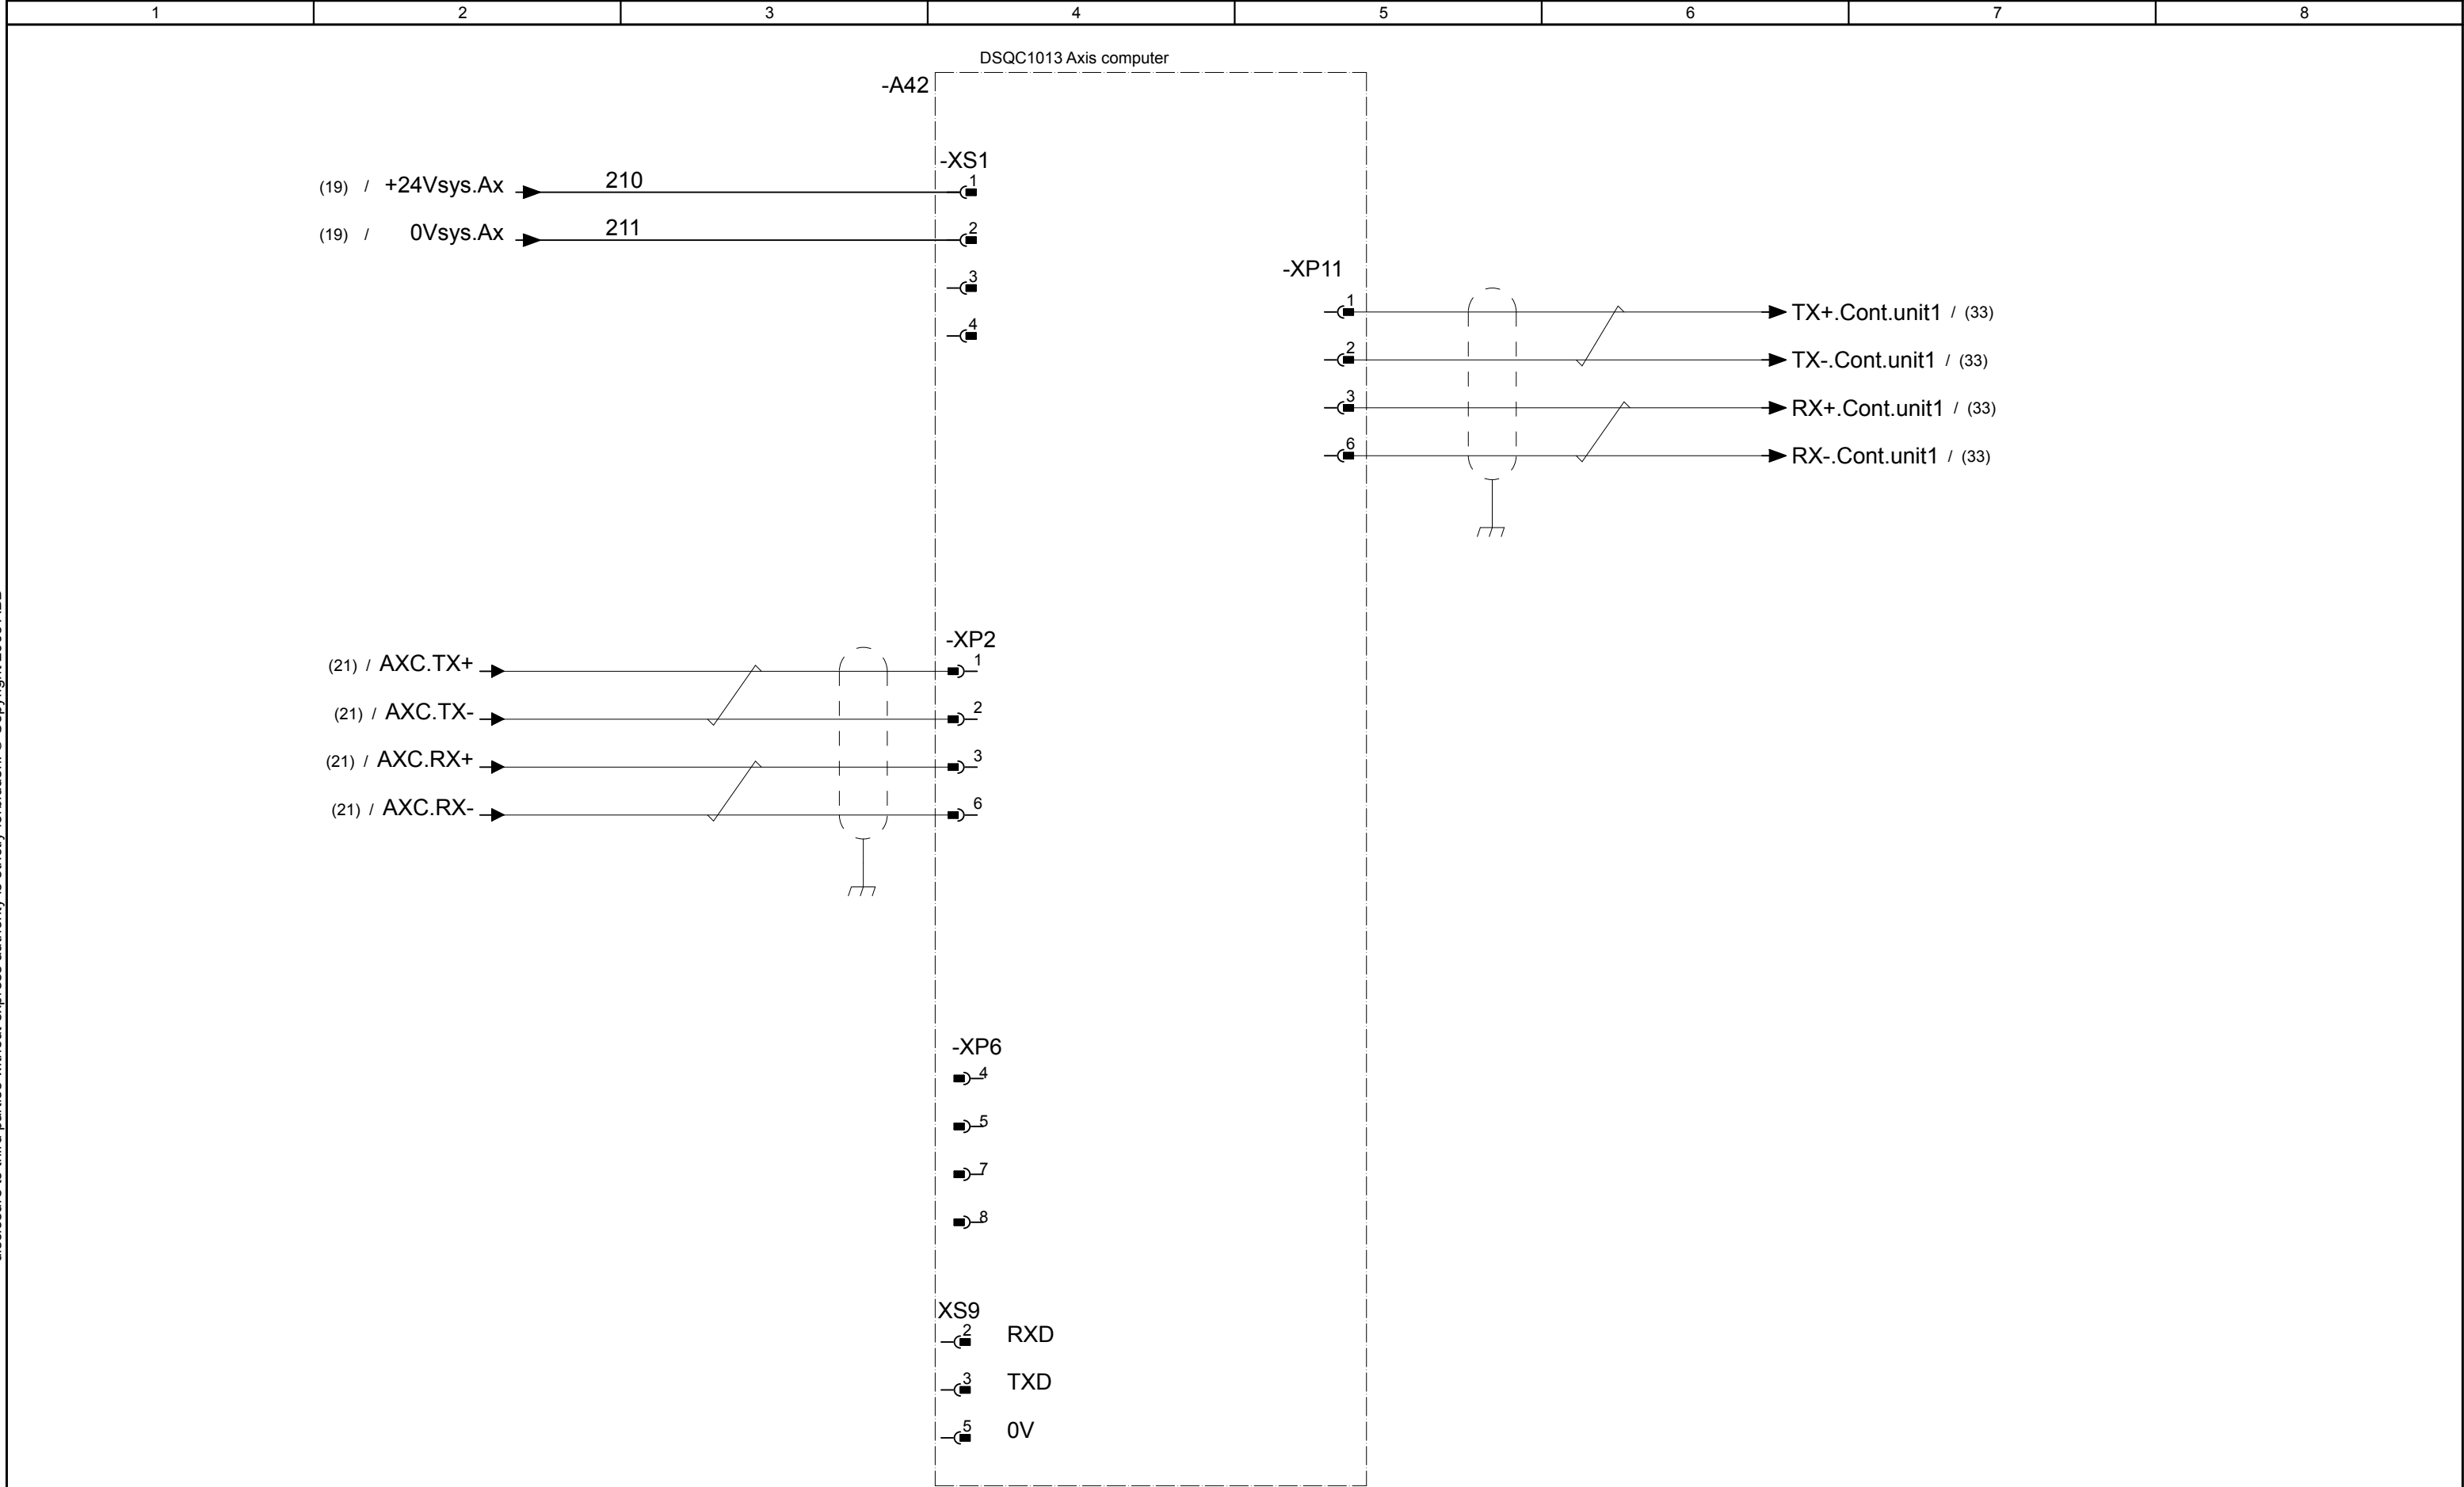 1 2 3 4 5 6 7 8
DSQC1013 Axis computer
-A42
-XS1
(19) / +24Vsys.Ax 210 1
(19) / 0Vsys.Ax 211 2
3
4
-XP11
1 TX+.Cont.unit1 / (33)
2 TX-.Cont.unit1 / (33)
3 RX+.Cont.unit1 / (33)
6 RX-.Cont.unit1 / (33)
-XP2
(21) / AXC.TX+ 1
(21) / AXC.TX- 2
(21) / AXC.RX+ 3
(21) / AXC.RX- 6
-XP6
4
5
7
8
XS9
2 RXD
3 TXD
5 0V